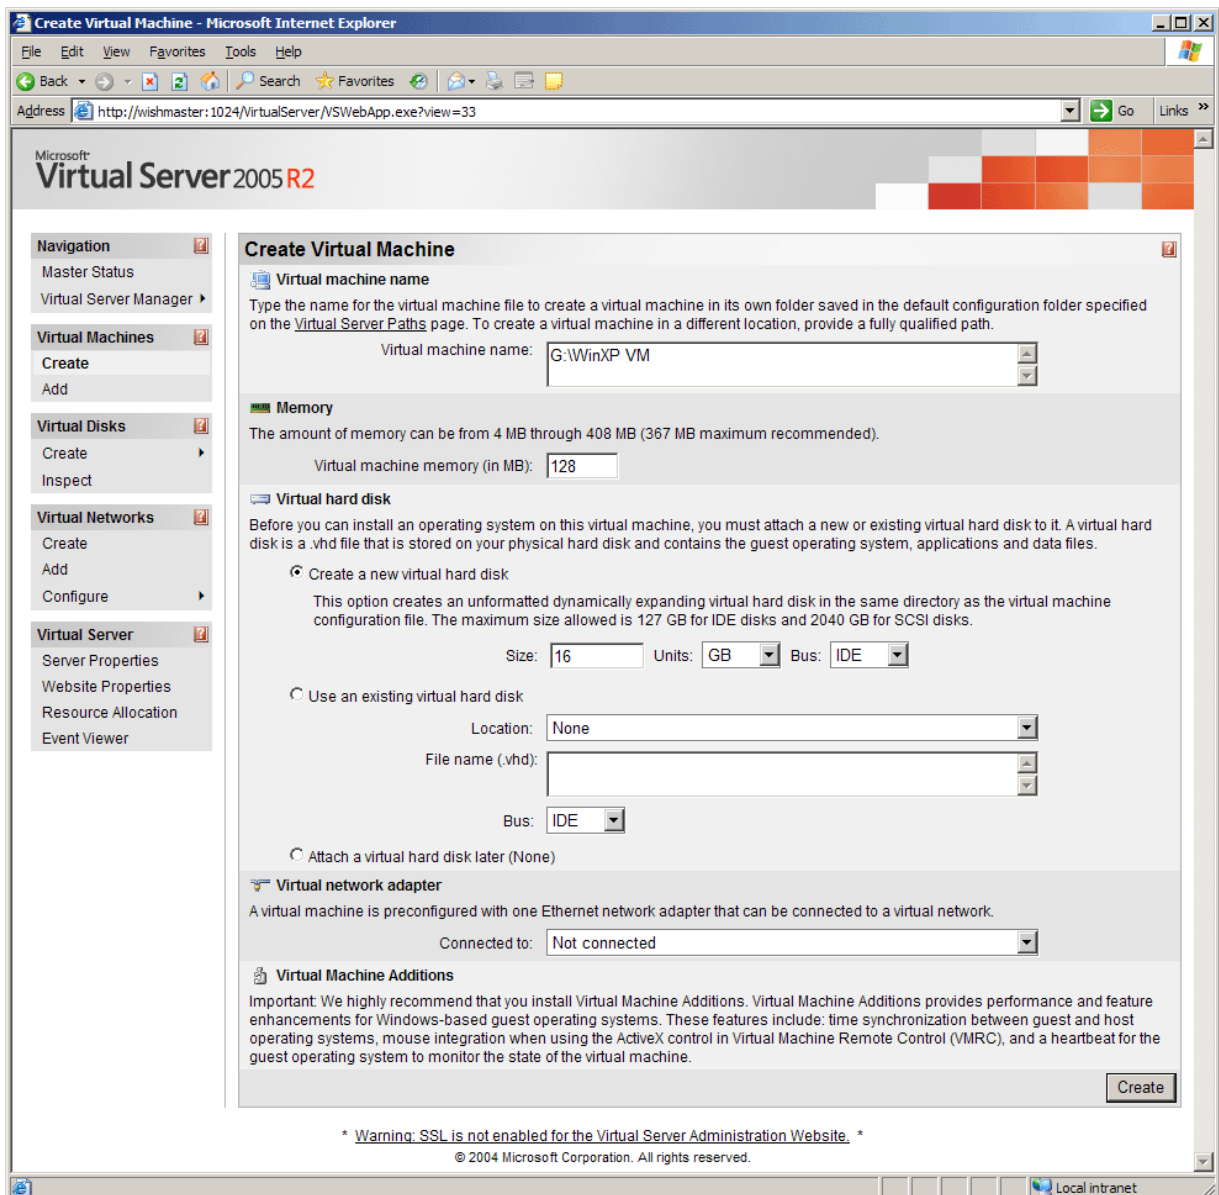 Create Virtual Machine - Microsoft Internet Explorer
File Edit View Favorites Tools Help
Back Search Favorites
Address http://wishmaster:1024/VirtualServer/VSWebApp.exe?view=33 Go Links »
Microsoft
Virtual Server 2005 R2
Navigation ?
Master Status
Virtual Server Manager
Virtual Machines ?
Create
Add
Virtual Disks ?
Create
Inspect
Virtual Networks ?
Create
Add
Configure
Virtual Server ?
Server Properties
Website Properties
Resource Allocation
Event Viewer
Create Virtual Machine ?
Virtual machine name
Type the name for the virtual machine file to create a virtual machine in its own folder saved in the default configuration folder specified
on the Virtual Server Paths page. To create a virtual machine in a different location, provide a fully qualified path.
Virtual machine name: G:\WinXP VM
Memory
The amount of memory can be from 4 MB through 408 MB (367 MB maximum recommended).
Virtual machine memory (in MB): 128
Virtual hard disk
Before you can install an operating system on this virtual machine, you must attach a new or existing virtual hard disk to it. A virtual hard
disk is a .vhd file that is stored on your physical hard disk and contains the guest operating system, applications and data files.
Create a new virtual hard disk
This option creates an unformatted dynamically expanding virtual hard disk in the same directory as the virtual machine
configuration file. The maximum size allowed is 127 GB for IDE disks and 2040 GB for SCSI disks.
Size: 16 Units: GB Bus: IDE
Use an existing virtual hard disk
Location: None
File name (.vhd):
Bus: IDE
Attach a virtual hard disk later (None)
Virtual network adapter
A virtual machine is preconfigured with one Ethernet network adapter that can be connected to a virtual network.
Connected to: Not connected
Virtual Machine Additions
Important: We highly recommend that you install Virtual Machine Additions. Virtual Machine Additions provides performance and feature
enhancements for Windows-based guest operating systems. These features include: time synchronization between guest and host
operating systems, mouse integration when using the ActiveX control in Virtual Machine Remote Control (VMRC), and a heartbeat for the
guest operating system to monitor the state of the virtual machine.
Create
* Warning: SSL is not enabled for the Virtual Server Administration Website. *
© 2004 Microsoft Corporation. All rights reserved.
Local intranet